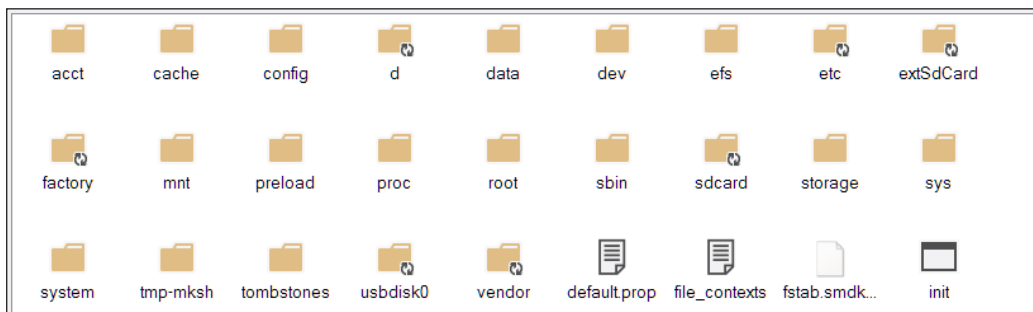 acct cache config d data dev efs etc extSdCard
factory mnt preload proc root sbin sdcard storage sys
system tmp-mksh tombstones usbdisk0 vendor default.prop file_contexts fstab.smdk... init